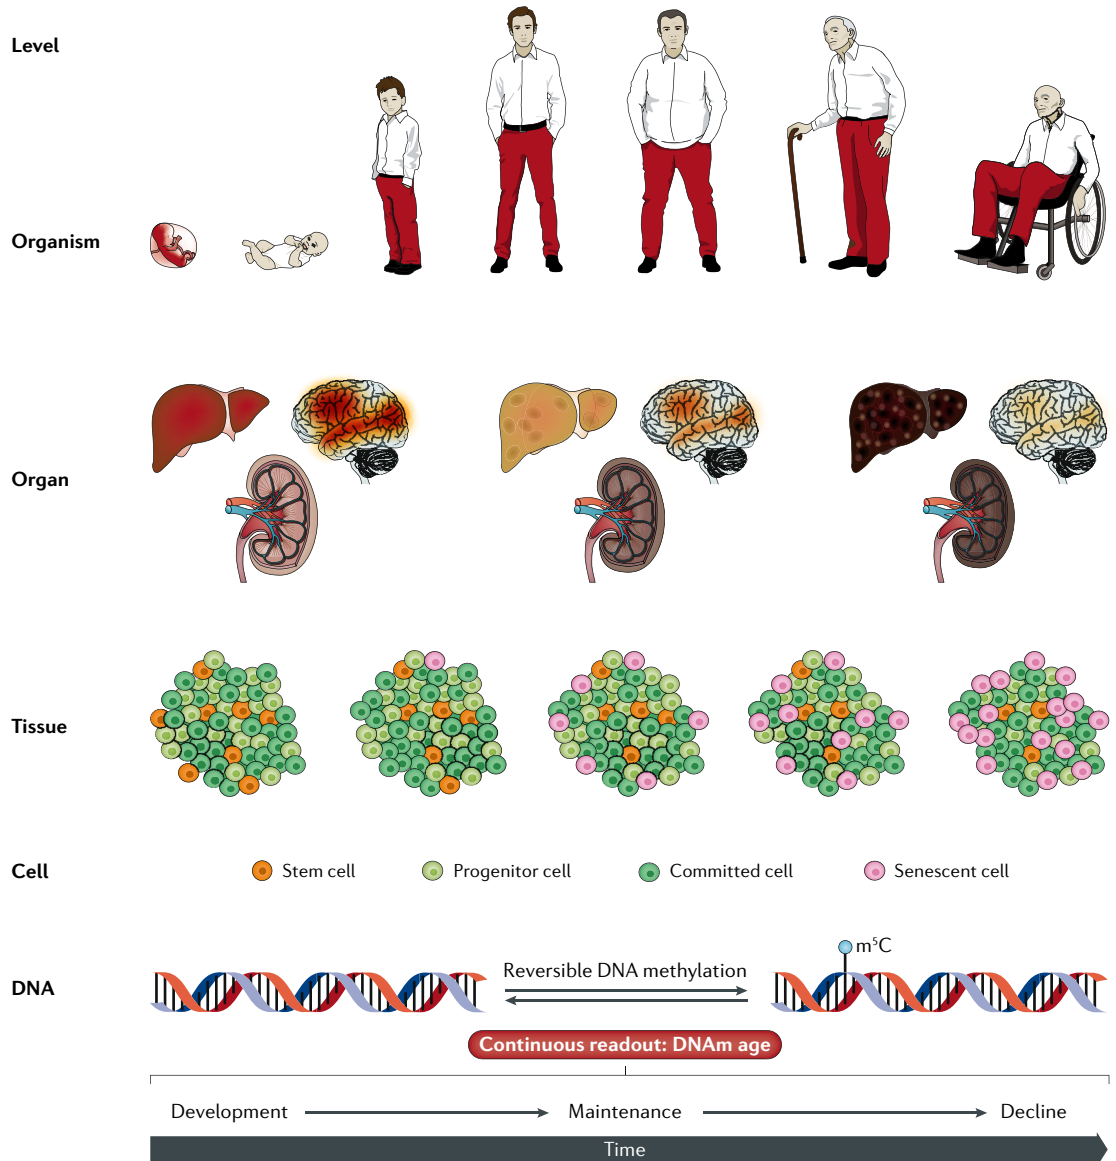 Level
Organism
Organ
Tissue
Cell
Stem cell
Progenitor cell
Committed cell
Senescent cell
DNA
Reversible DNA methylation
m⁵C
Continuous readout: DNAm age
Development
Maintenance
Decline
Time